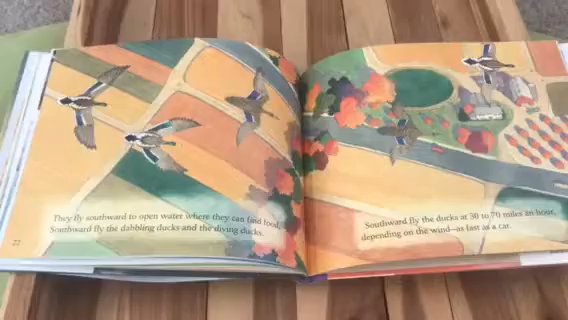 They fly southward to open water where they can find food.
Southward fly the dabbling ducks and the diving ducks.
22
Southward fly the ducks at 30 to 70 miles an hour,
depending on the wind—as fast as a car.